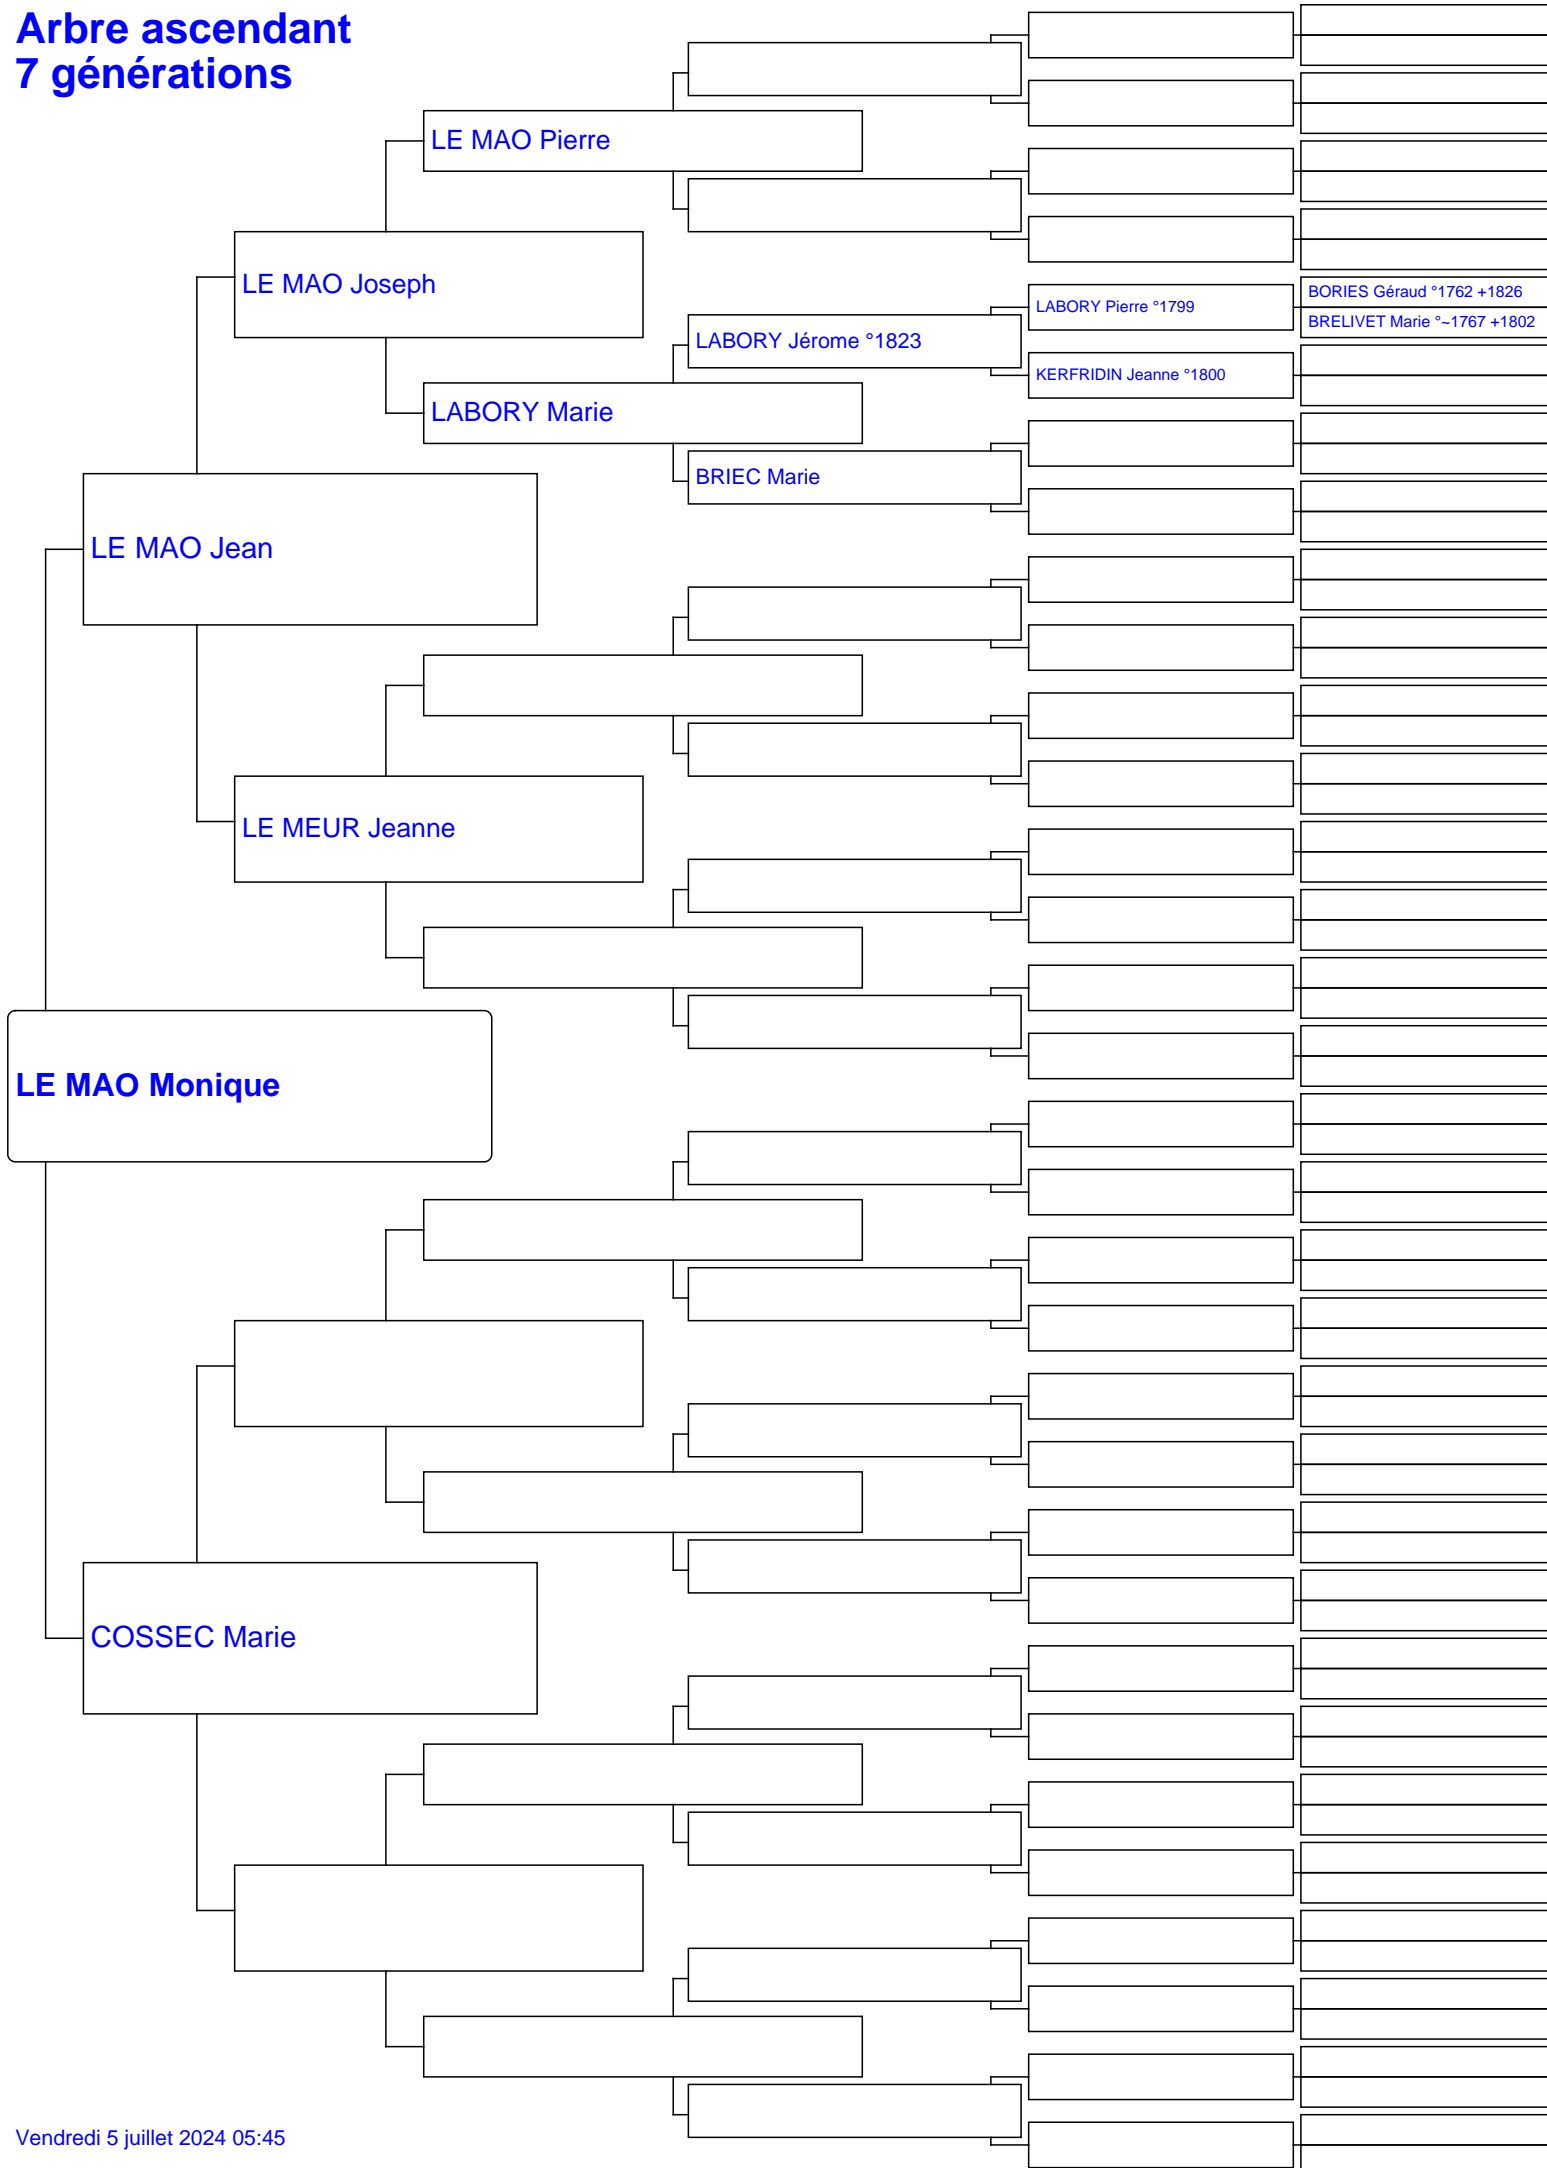 Arbre ascendant
7 générations
LE MAO Pierre
LE MAO Joseph
BORIES Géraud °1762 +1826
LABORY Pierre °1799
BRELIVET Marie °~1767 +1802
LABORY Jérome °1823
KERFRIDIN Jeanne °1800
LABORY Marie
BRIEC Marie
LE MAO Jean
LE MEUR Jeanne
LE MAO Monique
COSSEC Marie
Vendredi 5 juillet 2024 05:45